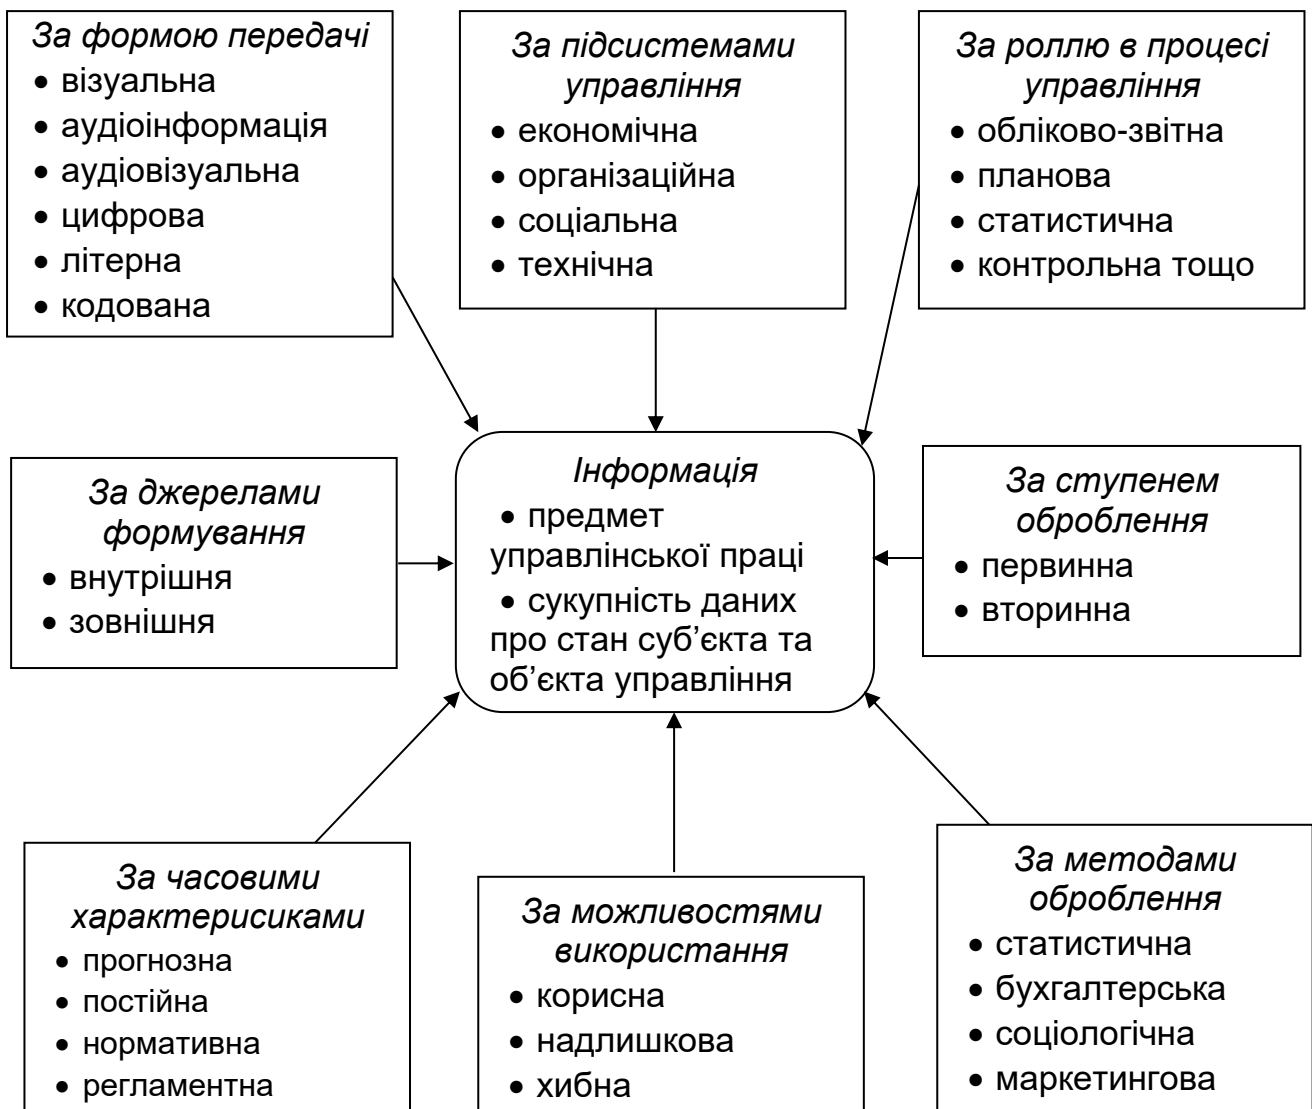 За формою передачі
• візуальна
• аудіоінформація
• аудіовізуальна
• цифрова
• літерна
• кодована
За підсистемами
управління
• економічна
• організаційна
• соціальна
• технічна
За роллю в процесі
управління
• обліково-звітна
• планова
• статистична
• контрольна тощо
За джерелами
формування
• внутрішня
• зовнішня
Інформація
• предмет
управлінської праці
• сукупність даних
про стан суб’єкта та
об’єкта управління
За ступенем
оброблення
• первинна
• вторинна
За часовими
характерисиками
• прогнозна
• постійна
• нормативна
• регламентна
За можливостями
використання
• корисна
• надлишкова
• хибна
За методами
оброблення
• статистична
• бухгалтерська
• соціологічна
• маркетингова